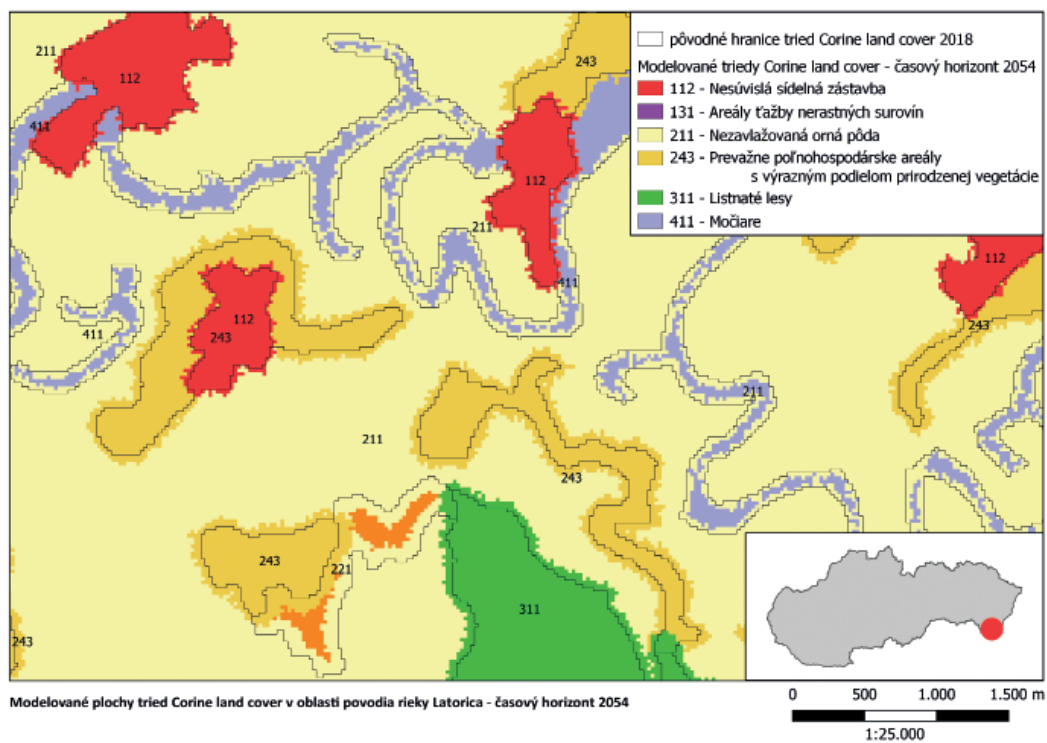 pôvodné hranice tried Corine land cover 2018
Modelované triedy Corine land cover - časový horizont 2054
112 - Nesúvislá sídelná zástavba
131 - Areály ťažby nerastných surovín
211 - Nezavlažovaná orná pôda
243 - Prevažne poľnohospodárske areály
s výrazným podielom prirodzenej vegetácie
311 - Listnaté lesy
411 - Močiare
211
112
243
411
112
211
411
112
112
243
243
411
211
211
243
243
221
311
243
0 500 1.000 1.500 m
1:25.000
Modelované plochy tried Corine land cover v oblasti povodia rieky Latorica - časový horizont 2054